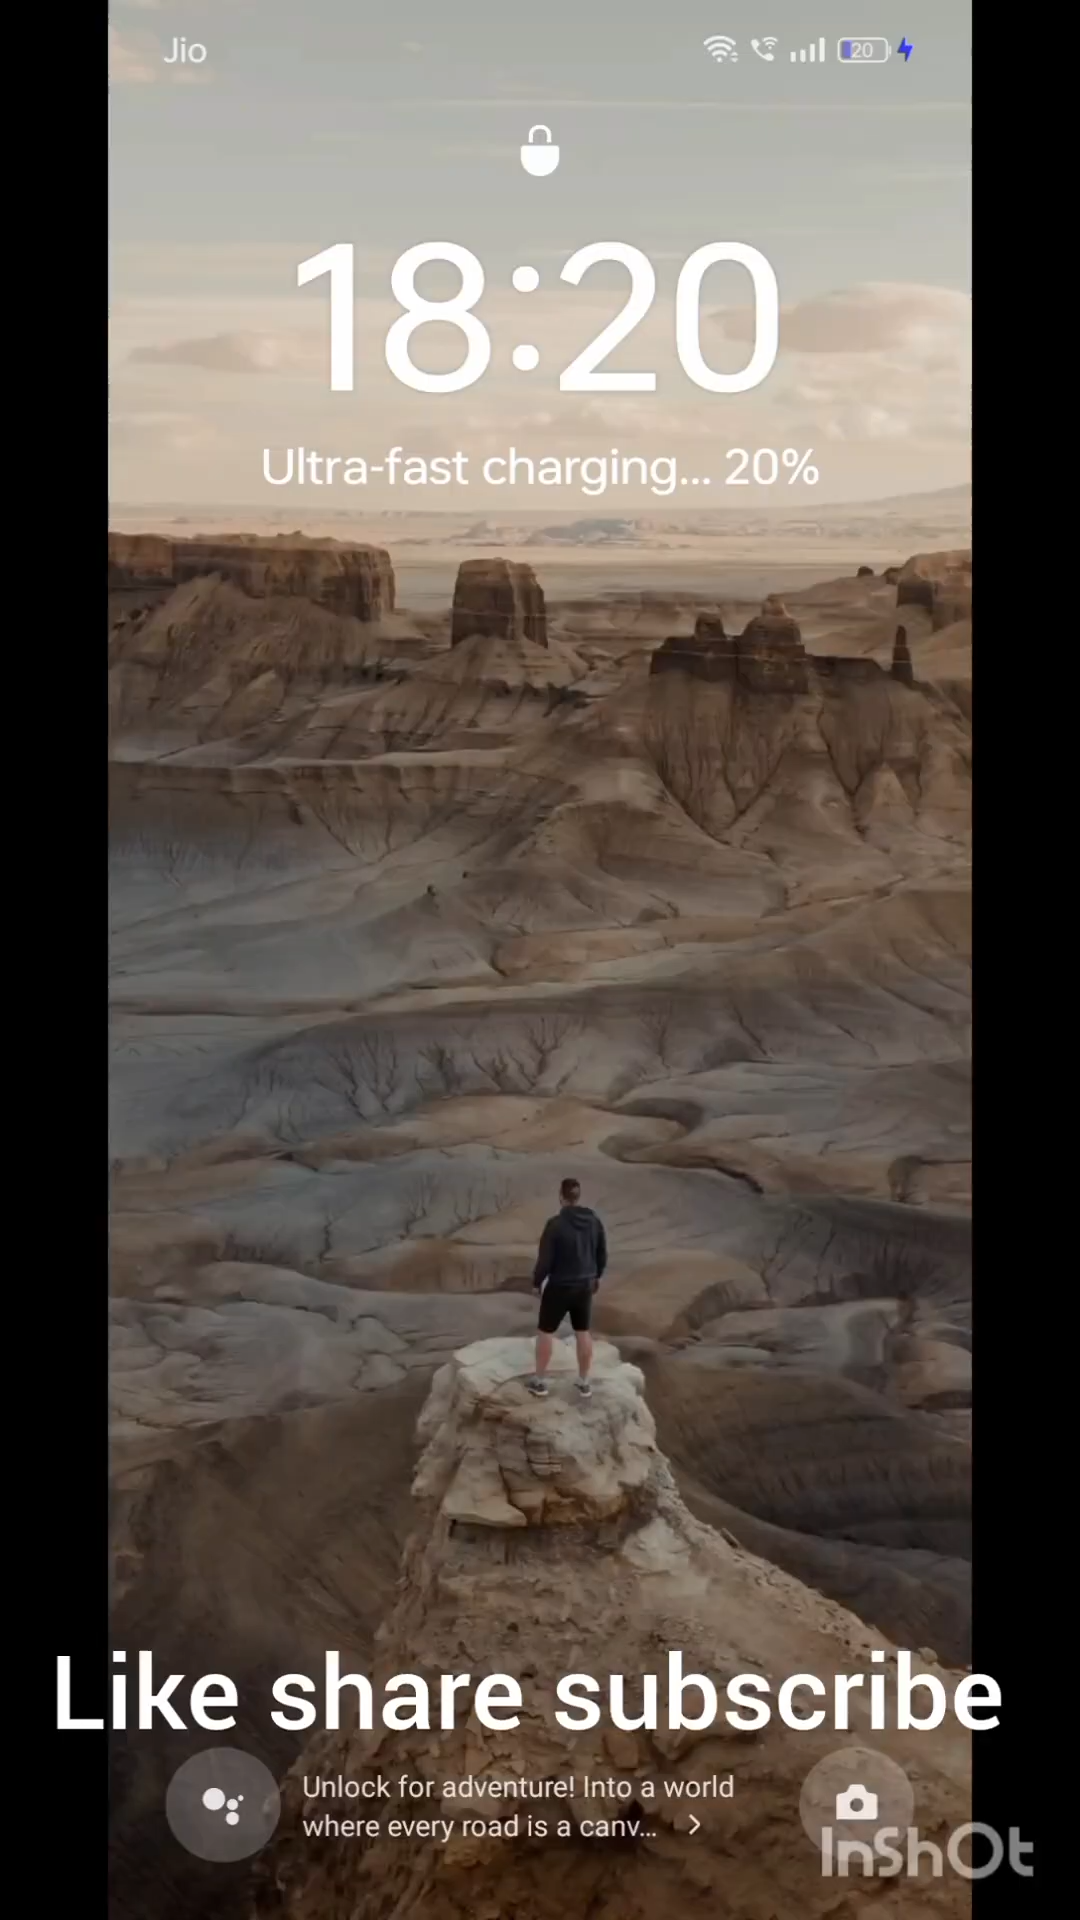 Jio
20
18:20
Ultra-fast charging... 20%
Like share subscribe
Unlock for adventure! Into a world
where every road is a canv...
InShOt